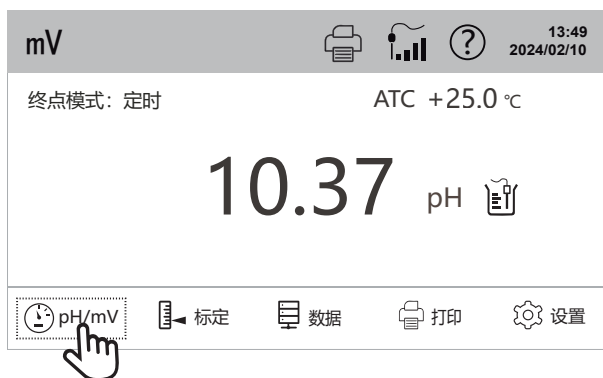 mV
13:49
2024/02/10
终点模式：定时
ATC +25.0 ℃
10.37 pH
pH/mV 标定 数据 打印 设置